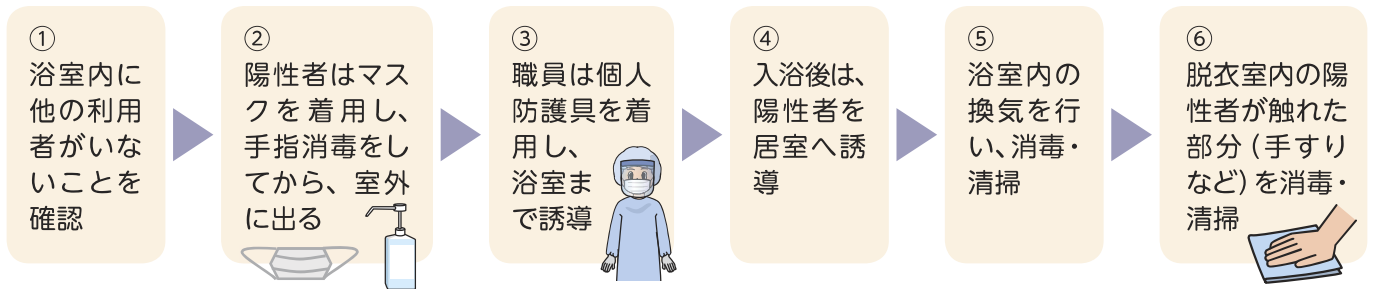 ①
浴室内に
他の利用
者がいな
いことを
確認
②
陽性者はマス
クを着用し、
手指消毒をし
てから、室外
に出る
③
職員は個人
防護具を着
用し、
浴室ま
で誘導
④
入浴後は、
陽性者を
居室へ誘
導
⑤
浴室内の
換気を行
い、消毒・
清掃
⑥
脱衣室内の陽
性者が触れた
部分（手すり
など）を消毒・
清掃